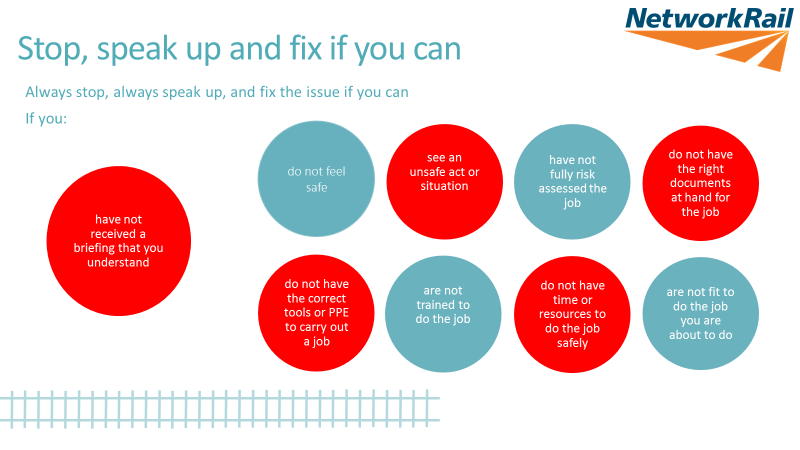 NetworkRail
Stop, speak up and fix if you can
Always stop, always speak up, and fix the issue if you can
If you:
have not
received a
briefing that you
understand
do not feel
safe
see an
unsafe act or
situation
have not
fully risk
assessed the
job
do not have
the right
documents
at hand for
the job
do not have
the correct
tools or PPE
to carry out
a job
are not
trained to
do the job
do not have
time or
resources to
do the job
safely
are not fit to
do the job
you are
about to do